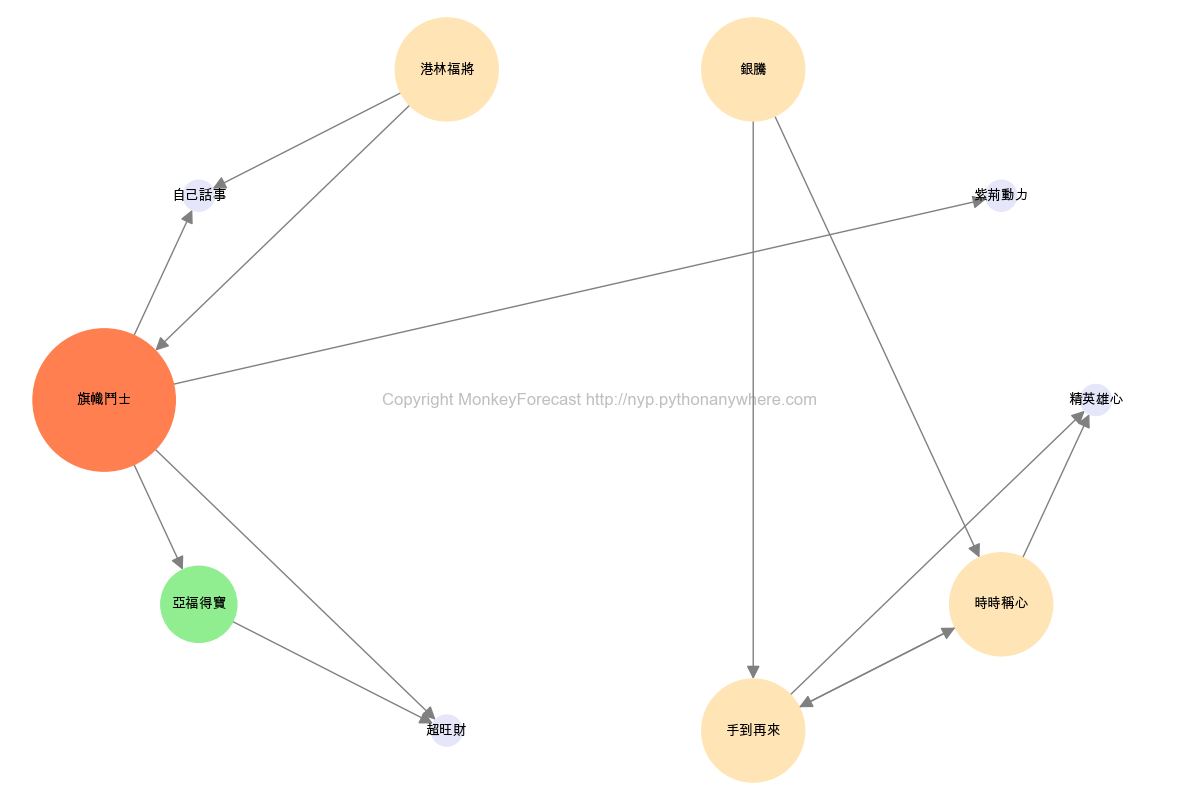 港林福將
銀騰
自己話事
紫荊動力
旗幟鬥士
Copyright MonkeyForecast http://nyp.pythonanywhere.com
精英雄心
亞福得寶
時時稱心
超旺財
手到再來